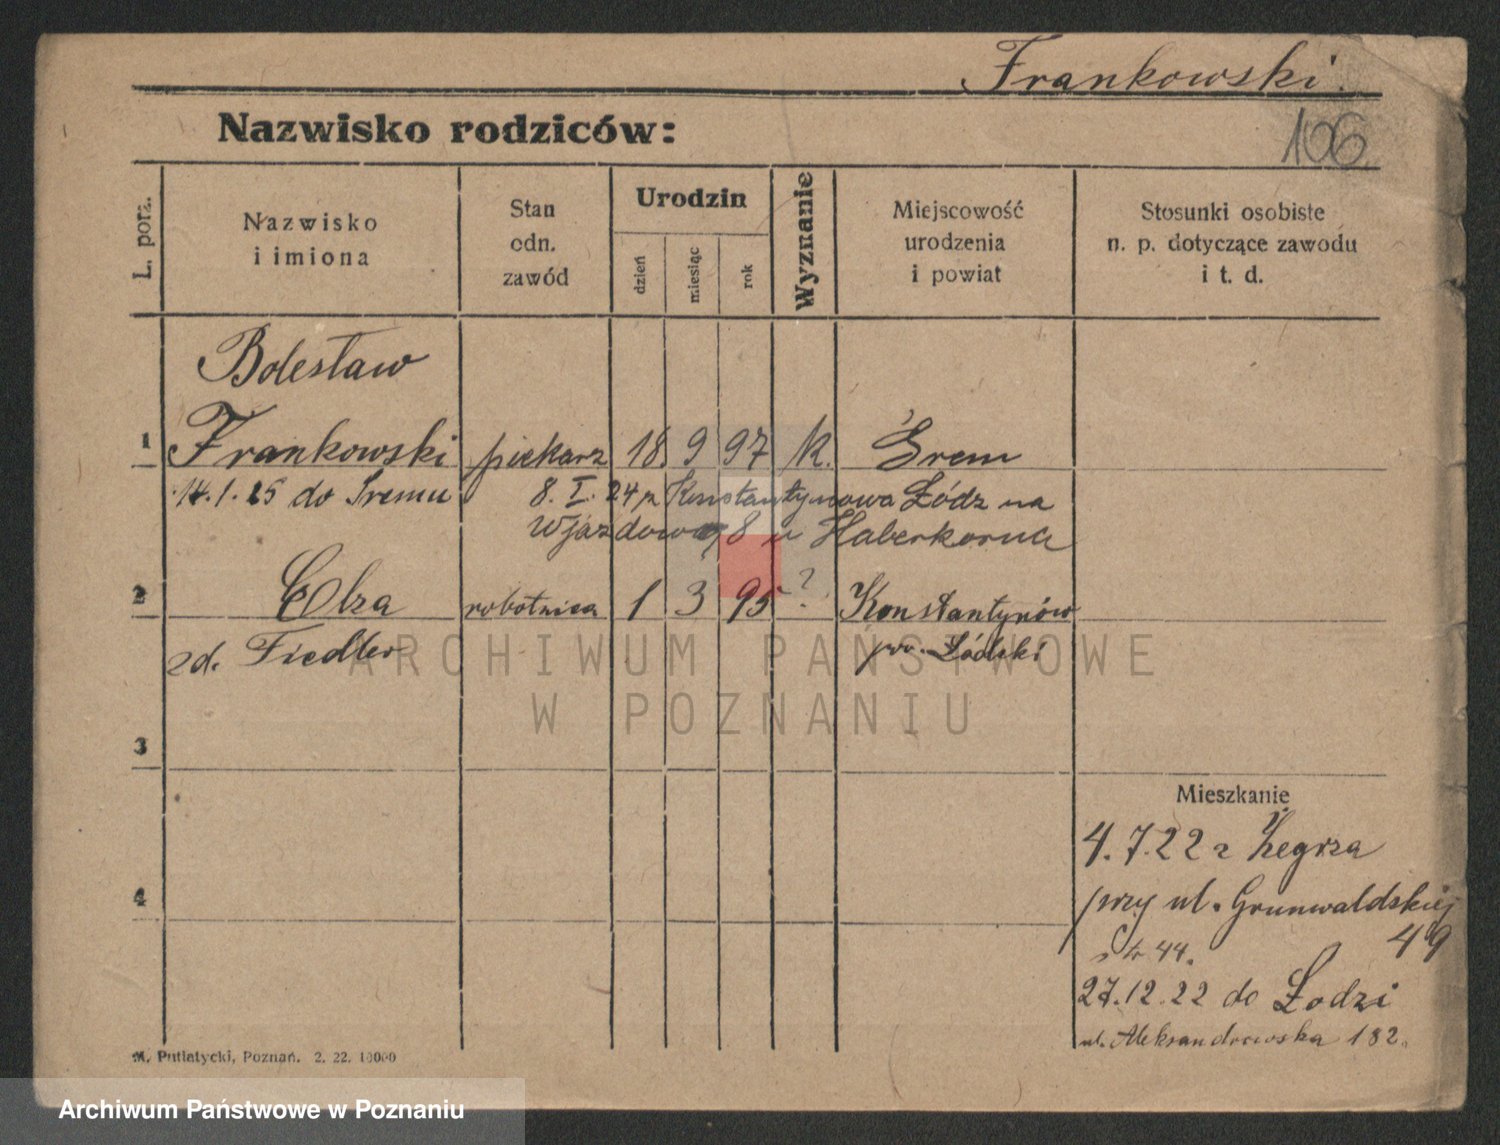 Frankowski.
106
Nazwisko rodziców:
L. porz.
Nazwisko
i imiona
Stan
odn.
zawód
Urodzin
dzień
miesiąc
rok
Wyznanie
Miejscowość
urodzenia
i powiat
Stosunki osobiste
n. p. dotyczące zawodu
i t. d.
Bolesław
1 Frankowski piekarz 18. 9 97 K. Śrem
14.1.25 do Śremu 8. I. 24 z Konstantynowa Łódz na
Wjazdową 8 u Haberkorna
2 Elza robotnica 1 3 95 ? Konstantynów
zd. Fiedler pow. Łódzki
ARCHIWUM PAŃSTWOWE
W POZNANIU
3
Mieszkanie
4.7.22 z Żegrza
4
przy ul. Grunwaldskiej
49
44.
27.12.22 do Łodzi
ul. Aleksandrowska 182.
M. Putiatycki, Poznań. 2. 22. 10000
Archiwum Państwowe w Poznaniu